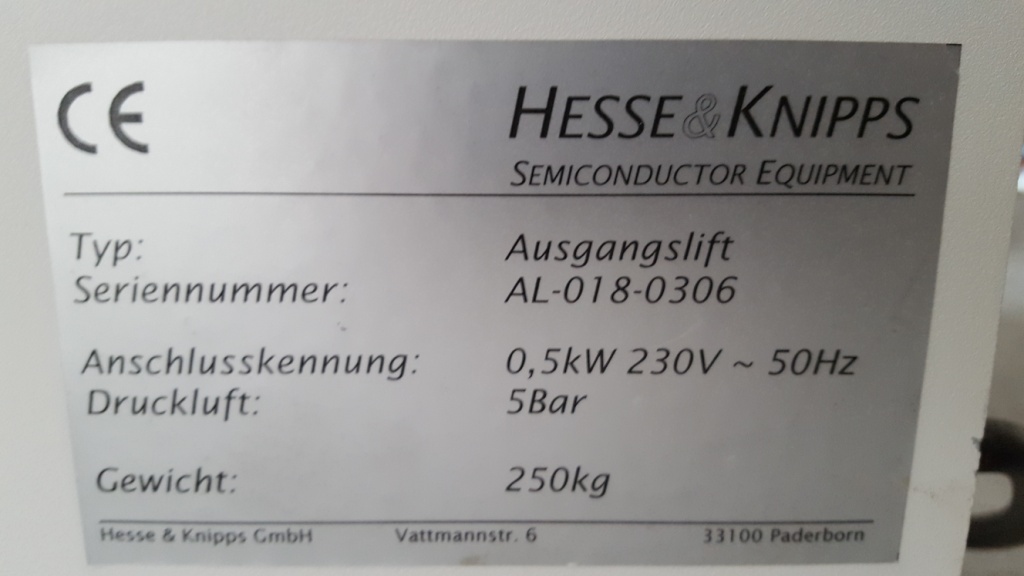 CE HESSE & KNIPPS
SEMICONDUCTOR EQUIPMENT
Typ: Ausgangslift
Seriennummer: AL-018-0306
Anschlusskennung: 0,5kW 230V ~ 50Hz
Druckluft: 5Bar
Gewicht: 250kg
Hesse & Knipps GmbH Vattmannstr. 6 33100 Paderborn